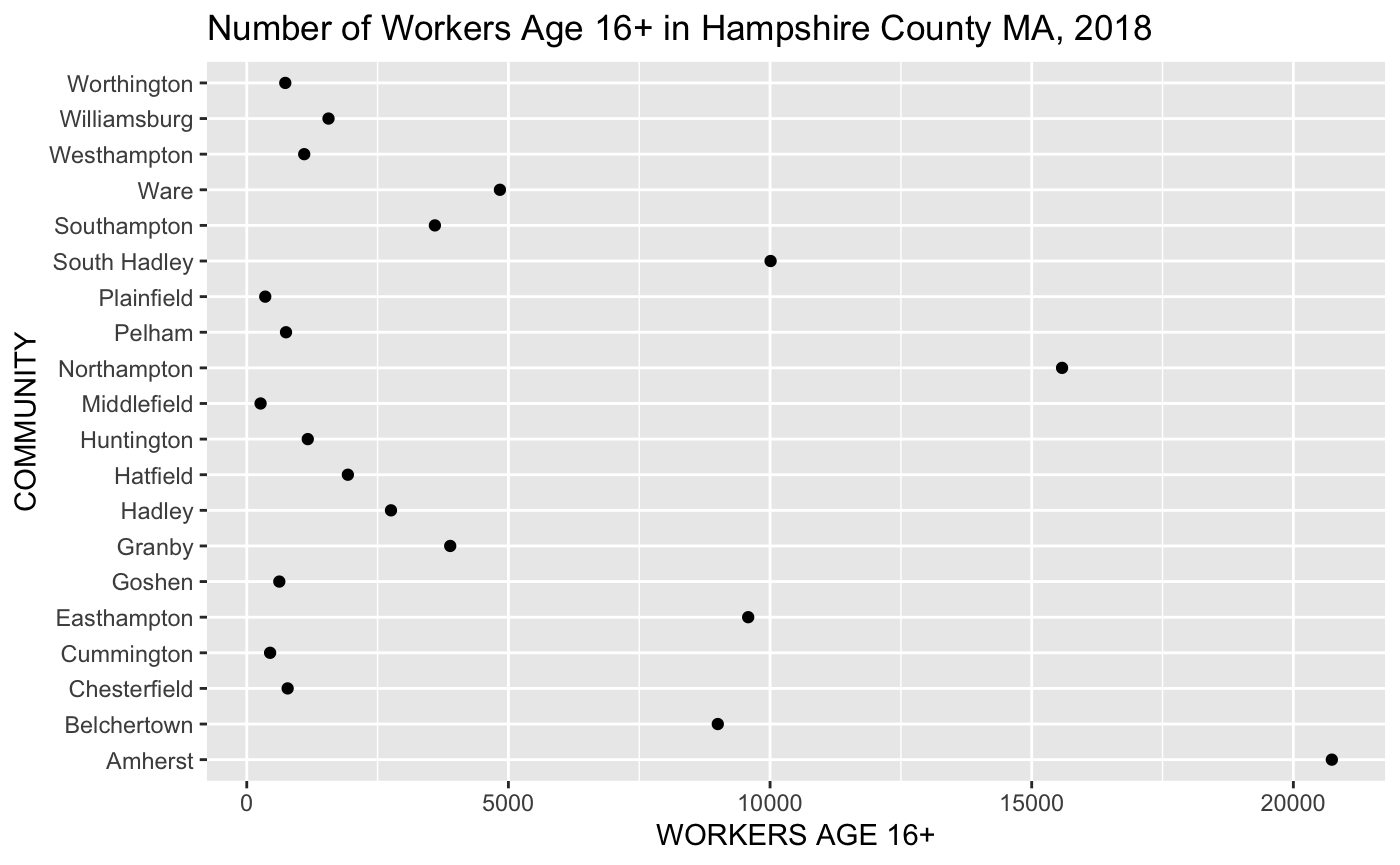 Number of Workers Age 16+ in Hampshire County MA, 2018
COMMUNITY
Worthington
Williamsburg
Westhampton
Ware
Southampton
South Hadley
Plainfield
Pelham
Northampton
Middlefield
Huntington
Hatfield
Hadley
Granby
Goshen
Easthampton
Cummington
Chesterfield
Belchertown
Amherst
0 5000 10000 15000 20000
WORKERS AGE 16+